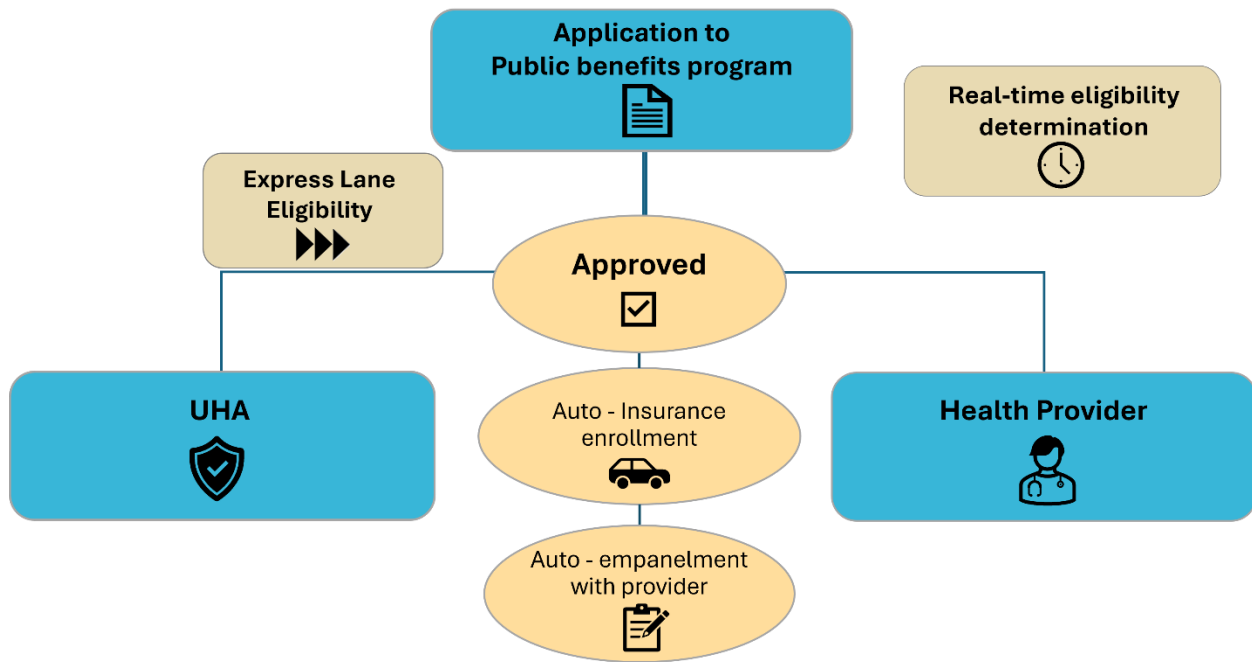 Application to
Public benefits program
Real-time eligibility
determination
Express Lane
Eligibility
Approved
UHA
Auto - Insurance
enrollment
Health Provider
Auto - empanelment
with provider